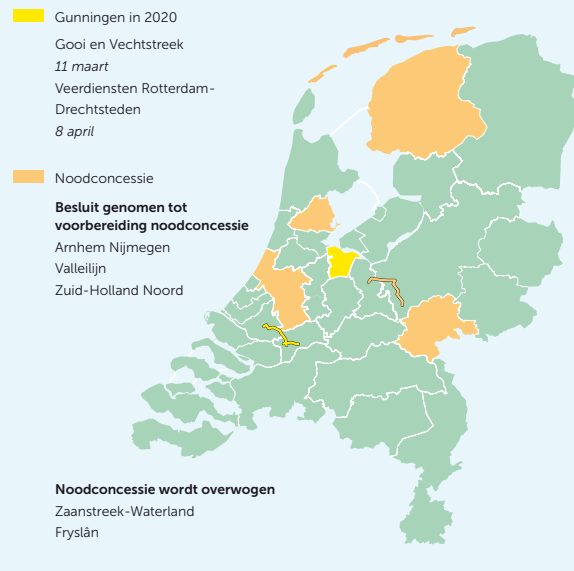 Gunningen in 2020
Gooi en Vechtstreek
11 maart
Veerdiensten Rotterdam-
Drechtsteden
8 april
Noodconcessie
Besluit genomen tot
voorbereiding noodconcessie
Arnhem Nijmegen
Valleilijn
Zuid-Holland Noord
Noodconcessie wordt overwogen
Zaanstreek-Waterland
Fryslân